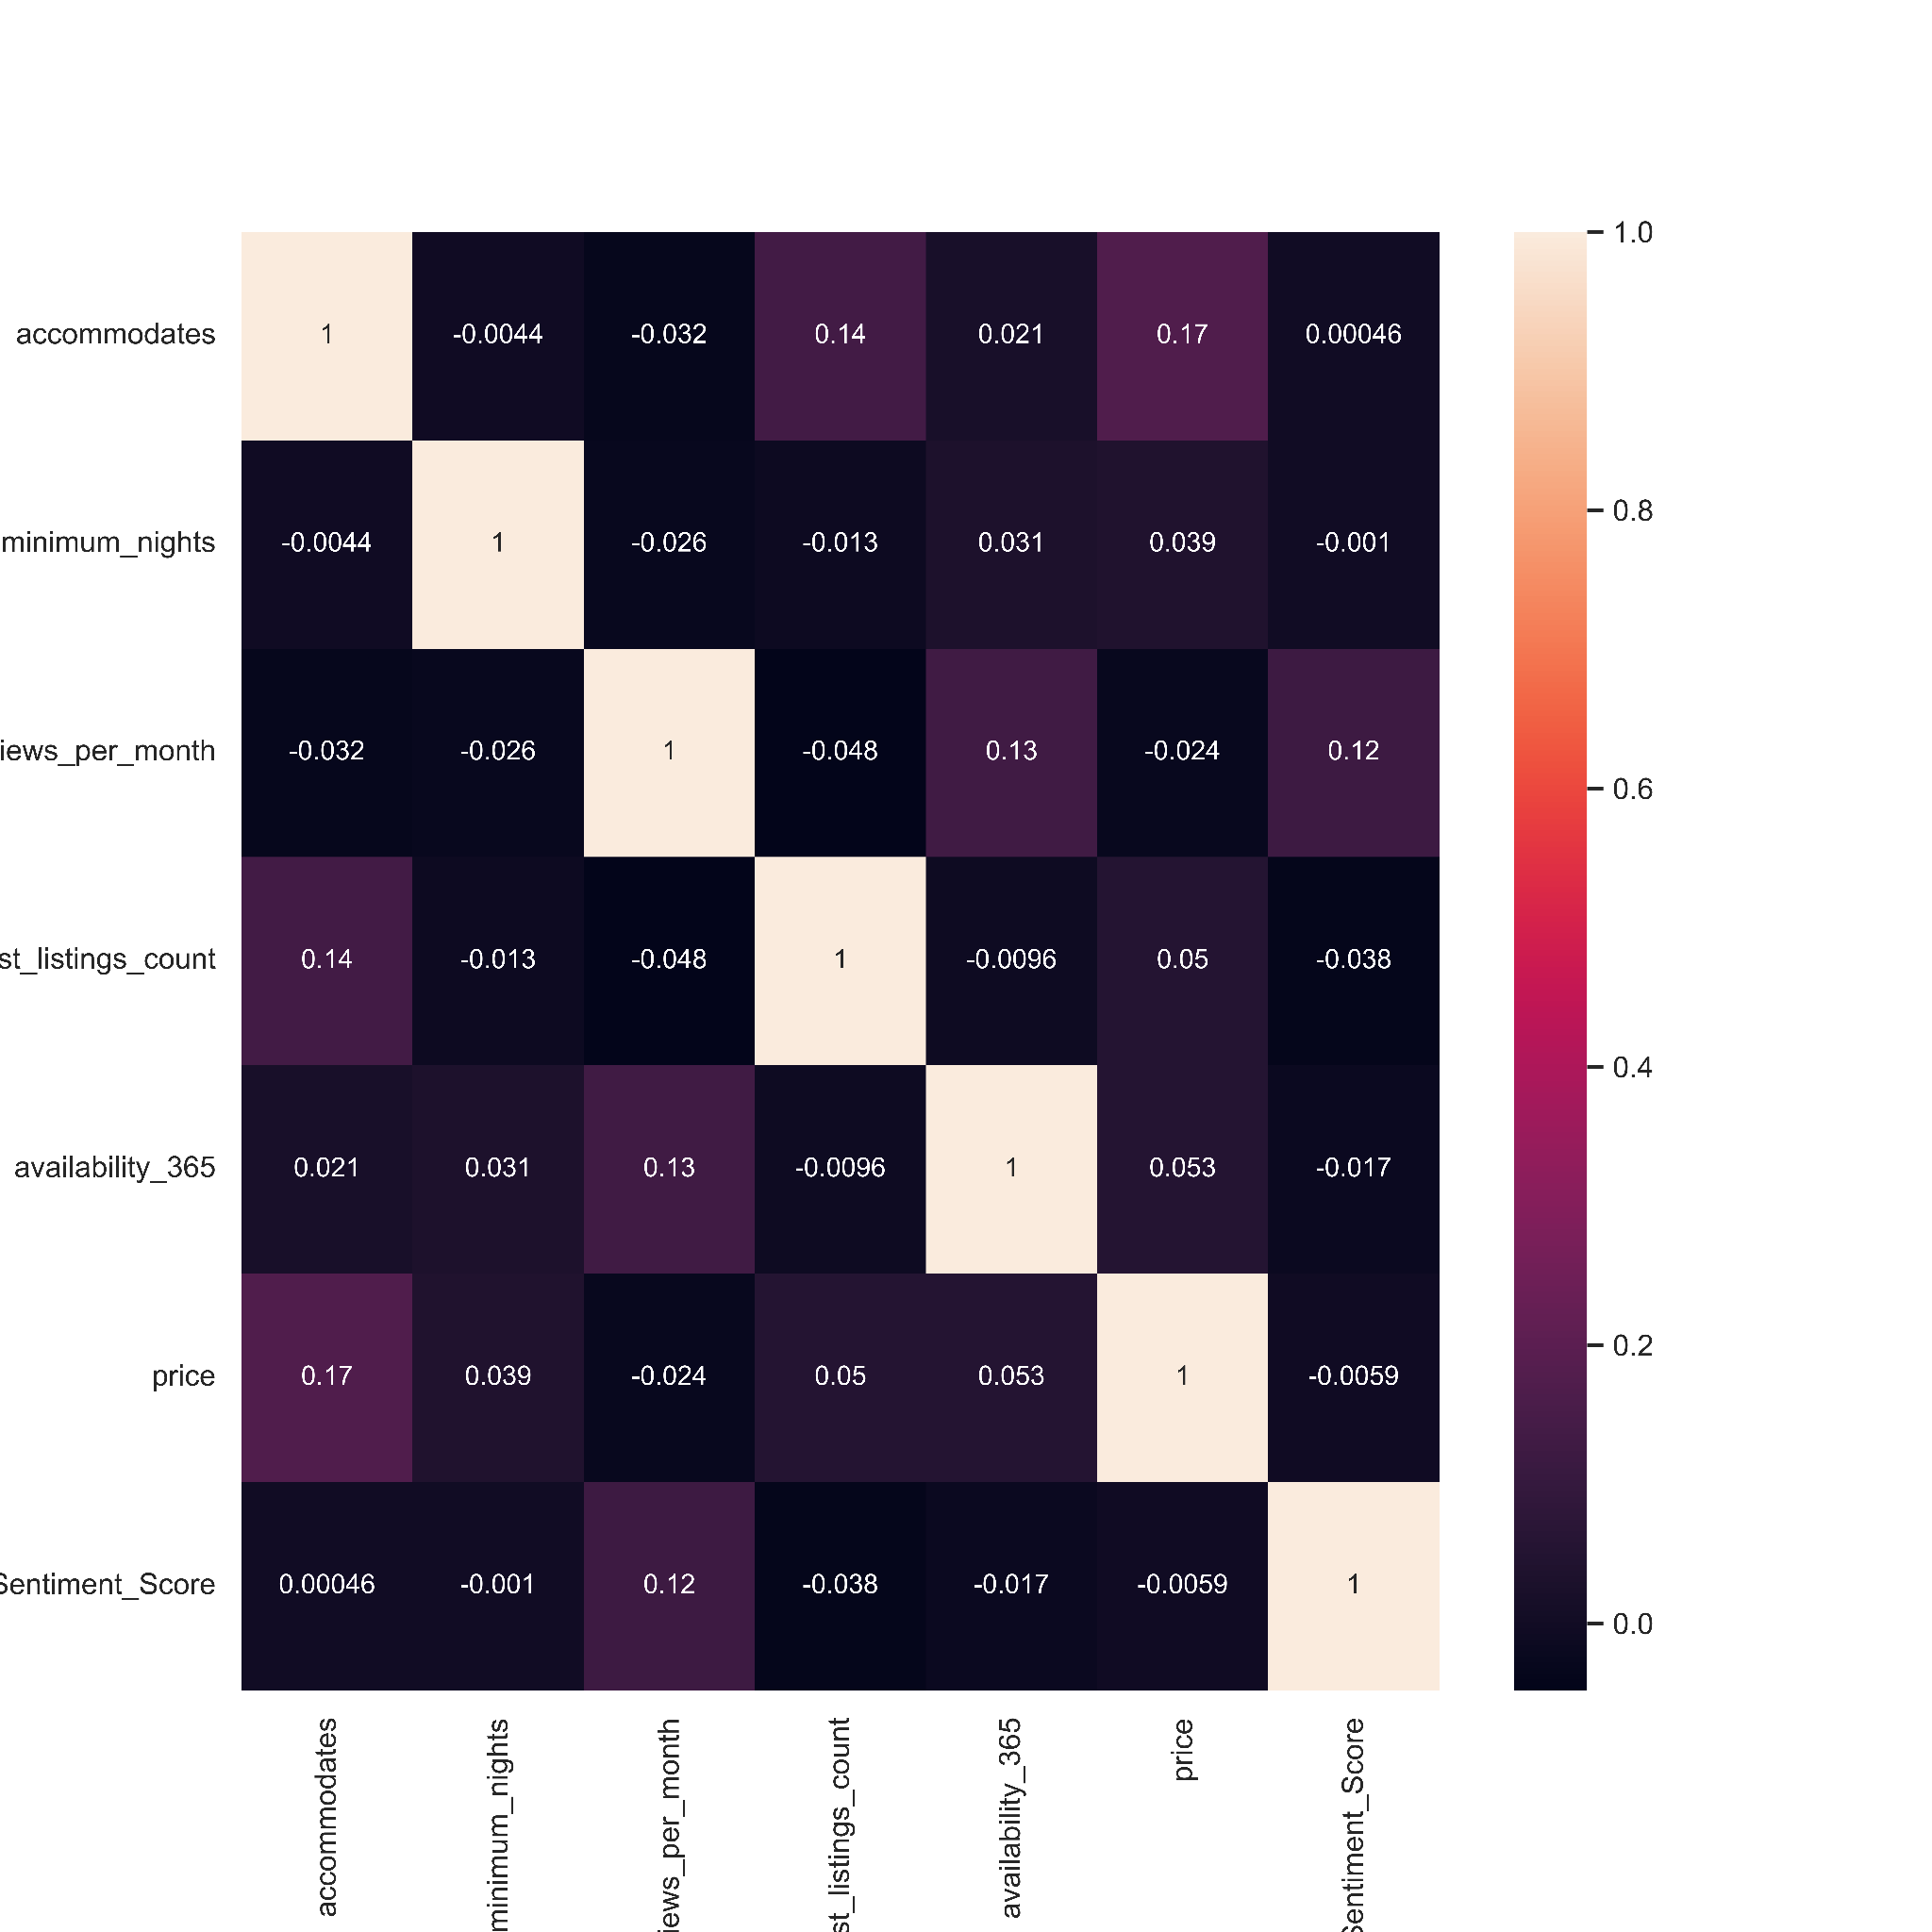 1.0
accommodates 1 -0.0044 -0.032 0.14 0.021 0.17 0.00046
0.8
minimum_nights -0.0044 1 -0.026 -0.013 0.031 0.039 -0.001
iews_per_month -0.032 -0.026 1 -0.048 0.13 -0.024 0.12
0.6
st_listings_count 0.14 -0.013 -0.048 1 -0.0096 0.05 -0.038
0.4
availability_365 0.021 0.031 0.13 -0.0096 1 0.053 -0.017
0.2
price 0.17 0.039 -0.024 0.05 0.053 1 -0.0059
Sentiment_Score 0.00046 -0.001 0.12 -0.038 -0.017 -0.0059 1
0.0
accommodates
minimum_nights
iews_per_month
st_listings_count
availability_365
price
Sentiment_Score